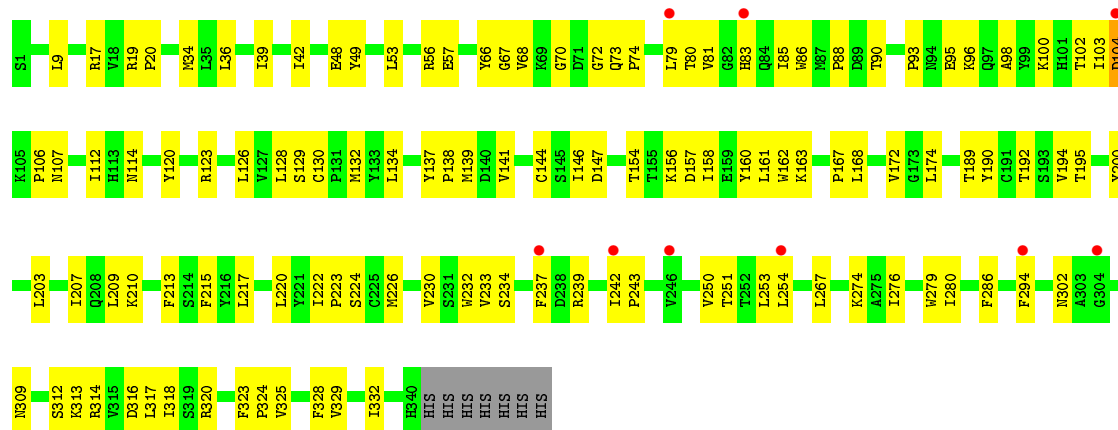 S1 L9 R17 V18 R19 P20 M34 L35 L36 I39 I42 E48 Y49 L53 R56 E57 Y66 G67 V68 K69 G70 D71 G72 Q73 P74 L79 T80 V81 G82 H83 Q84 I85 W86 M87 P88 D89 T90 P93 N94 E95 K96 Q97 A98 Y99 K100 H101 T102 I103 D104
K105 P106 N107 I112 H113 N114 Y120 R123 L126 V127 L128 S129 C130 P131 M132 Y133 L134 Y137 P138 M139 D140 V141 C144 S145 I146 D147 T154 T155 K156 D157 I158 E159 Y160 L161 W162 K163 P167 L168 V172 G173 L174 T189 Y190 C191 T192 S193 V194 T195 Y200
L203 I207 Q208 L209 K210 F213 S214 F215 Y216 L217 L220 Y221 I222 P223 S224 C225 M226 V230 S231 W232 V233 S234 F237 D238 R239 I242 P243 V246 V250 T251 T252 L253 L254 L267 K274 A275 I276 W279 I280 F286 F294 N302 A303 G304
N309 S312 K313 R314 V315 D316 L317 I318 S319 R320 F323 P324 V325 F328 V329 I332 H340 HIS HIS HIS HIS HIS HIS HIS